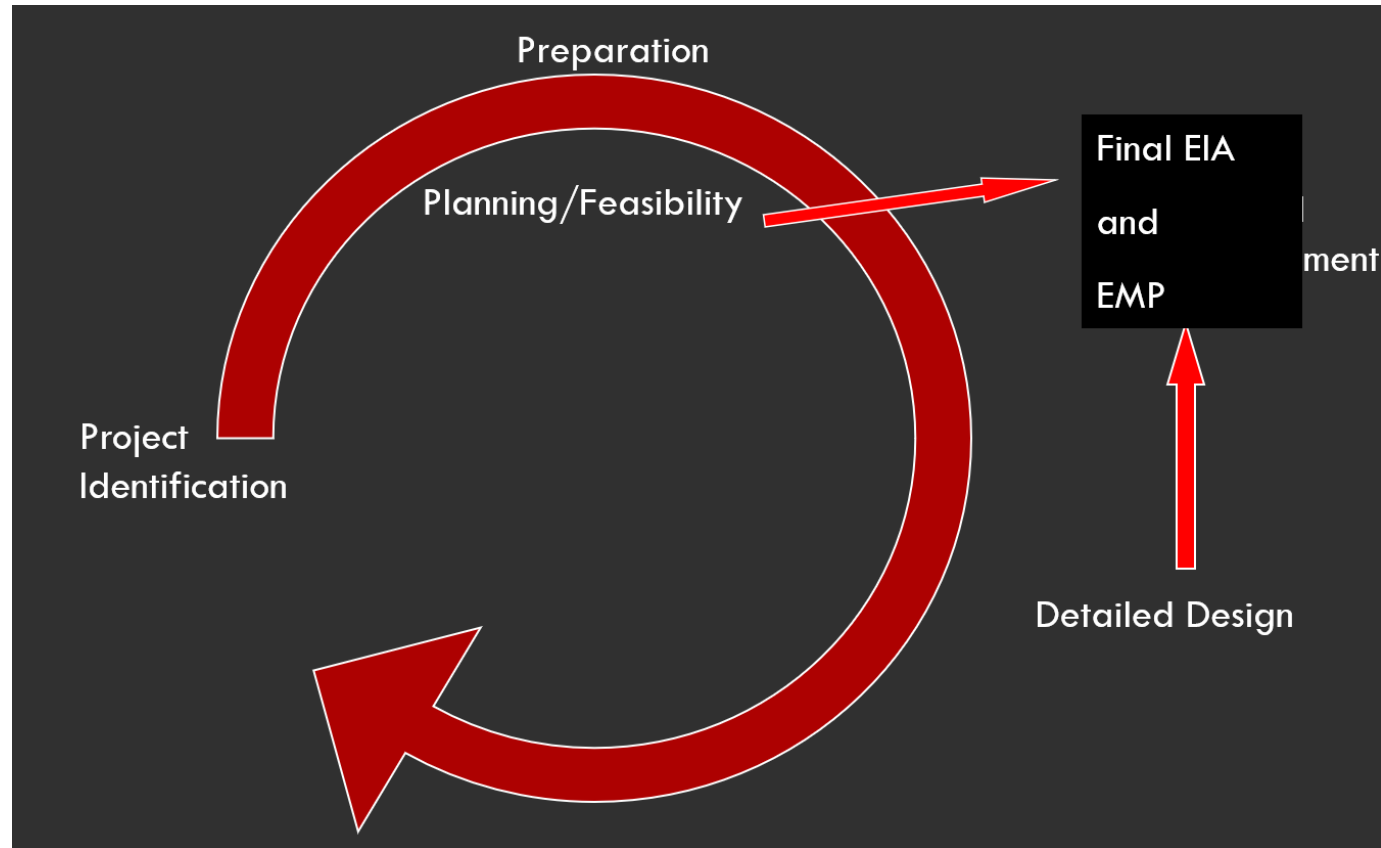 Preparation
Planning/Feasibility
Final EIA
and
EMP
ment
Project
Identification
Detailed Design